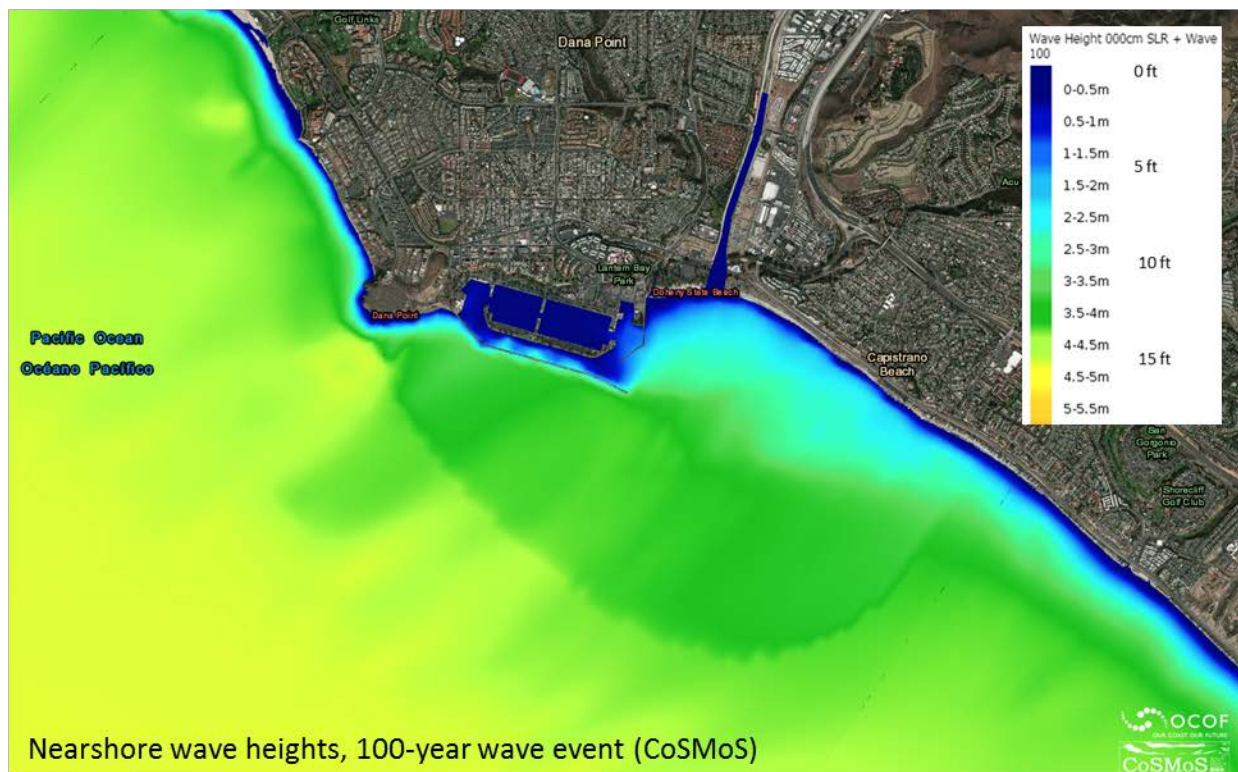 Golf Links
Dana Point
Wave Height 000cm SLR + Wave
100
0 ft
0-0.5m
0.5-1m
1-1.5m
5 ft
1.5-2m
2-2.5m
2.5-3m
10 ft
3-3.5m
3.5-4m
4-4.5m
15 ft
4.5-5m
5-5.5m
Acu
Lantern Bay
Park
Doheny State Beach
Dana Point
Pacific Ocean
Océano Pacífico
Capistrano
Beach
San
Gorgonio
Park
Shorecliff
Golf Club
Nearshore wave heights, 100-year wave event (CoSMoS)
OCOF
OUR COAST OUR FUTURE
CoSMoS